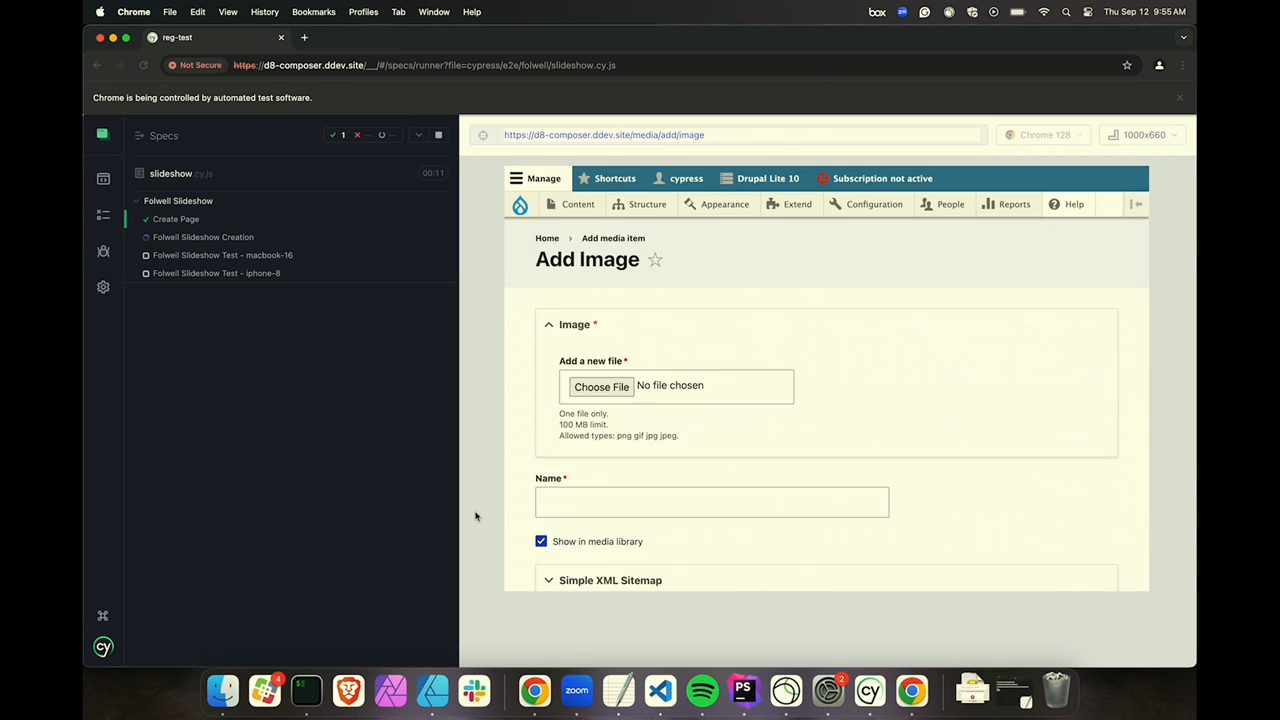 Chrome File Edit View History Bookmarks Profiles Tab Window Help box Thu Sep 12 9:55 AM
reg-test
Not Secure https://d8-composer.ddev.site/__/#/specs/runner?file=cypress/e2e/folwell/slideshow.cy.js
Chrome is being controlled by automated test software.
Specs 1 -- --
slideshow cy.js 00:11
Folwell Slideshow
Create Page
Folwell Slideshow Creation
Folwell Slideshow Test - macbook-16
Folwell Slideshow Test - iphone-8
cy
https://d8-composer.ddev.site/media/add/image Chrome 128 1000x660
Manage Shortcuts cypress Drupal Lite 10 Subscription not active
Content Structure Appearance Extend Configuration People Reports Help
Home › Add media item
Add Image
Image *
Add a new file *
Choose File No file chosen
One file only.
100 MB limit.
Allowed types: png gif jpg jpeg.
Name *
Show in media library
Simple XML Sitemap
4 $ zoom PS 2 cy